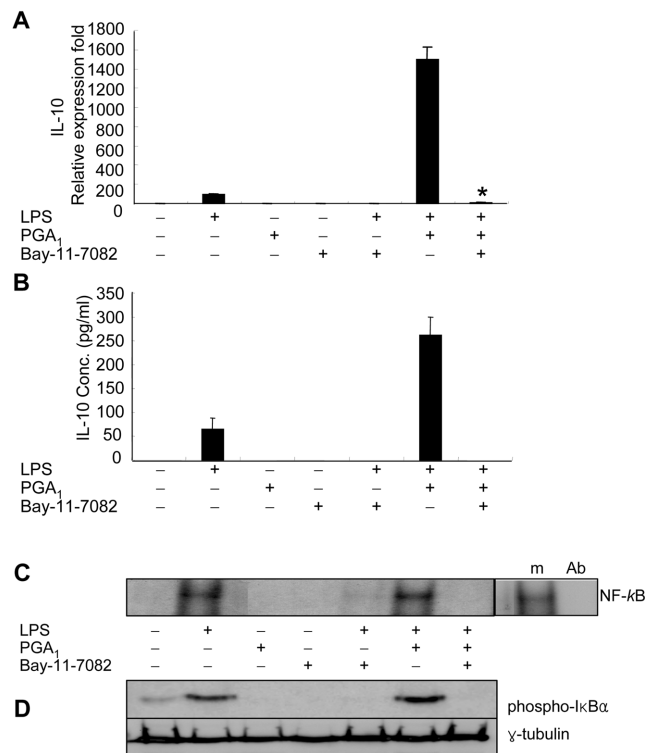 A
IL-10
Relative expression fold
1800
1600
1400
1200
1000
800
600
400
200
0
*
LPS – + – – + + +
PGA1 – – + – – + +
Bay-11-7082 – – – + + – +
B
IL-10 Conc. (pg/ml)
350
300
250
200
150
100
50
0
LPS – + – – + + +
PGA1 – – + – – + +
Bay-11-7082 – – – + + – +
C
m Ab
NF-kB
LPS – + – – + + +
PGA1 – – + – – + +
Bay-11-7082 – – – + + – +
D
phospho-IκBα
γ-tubulin